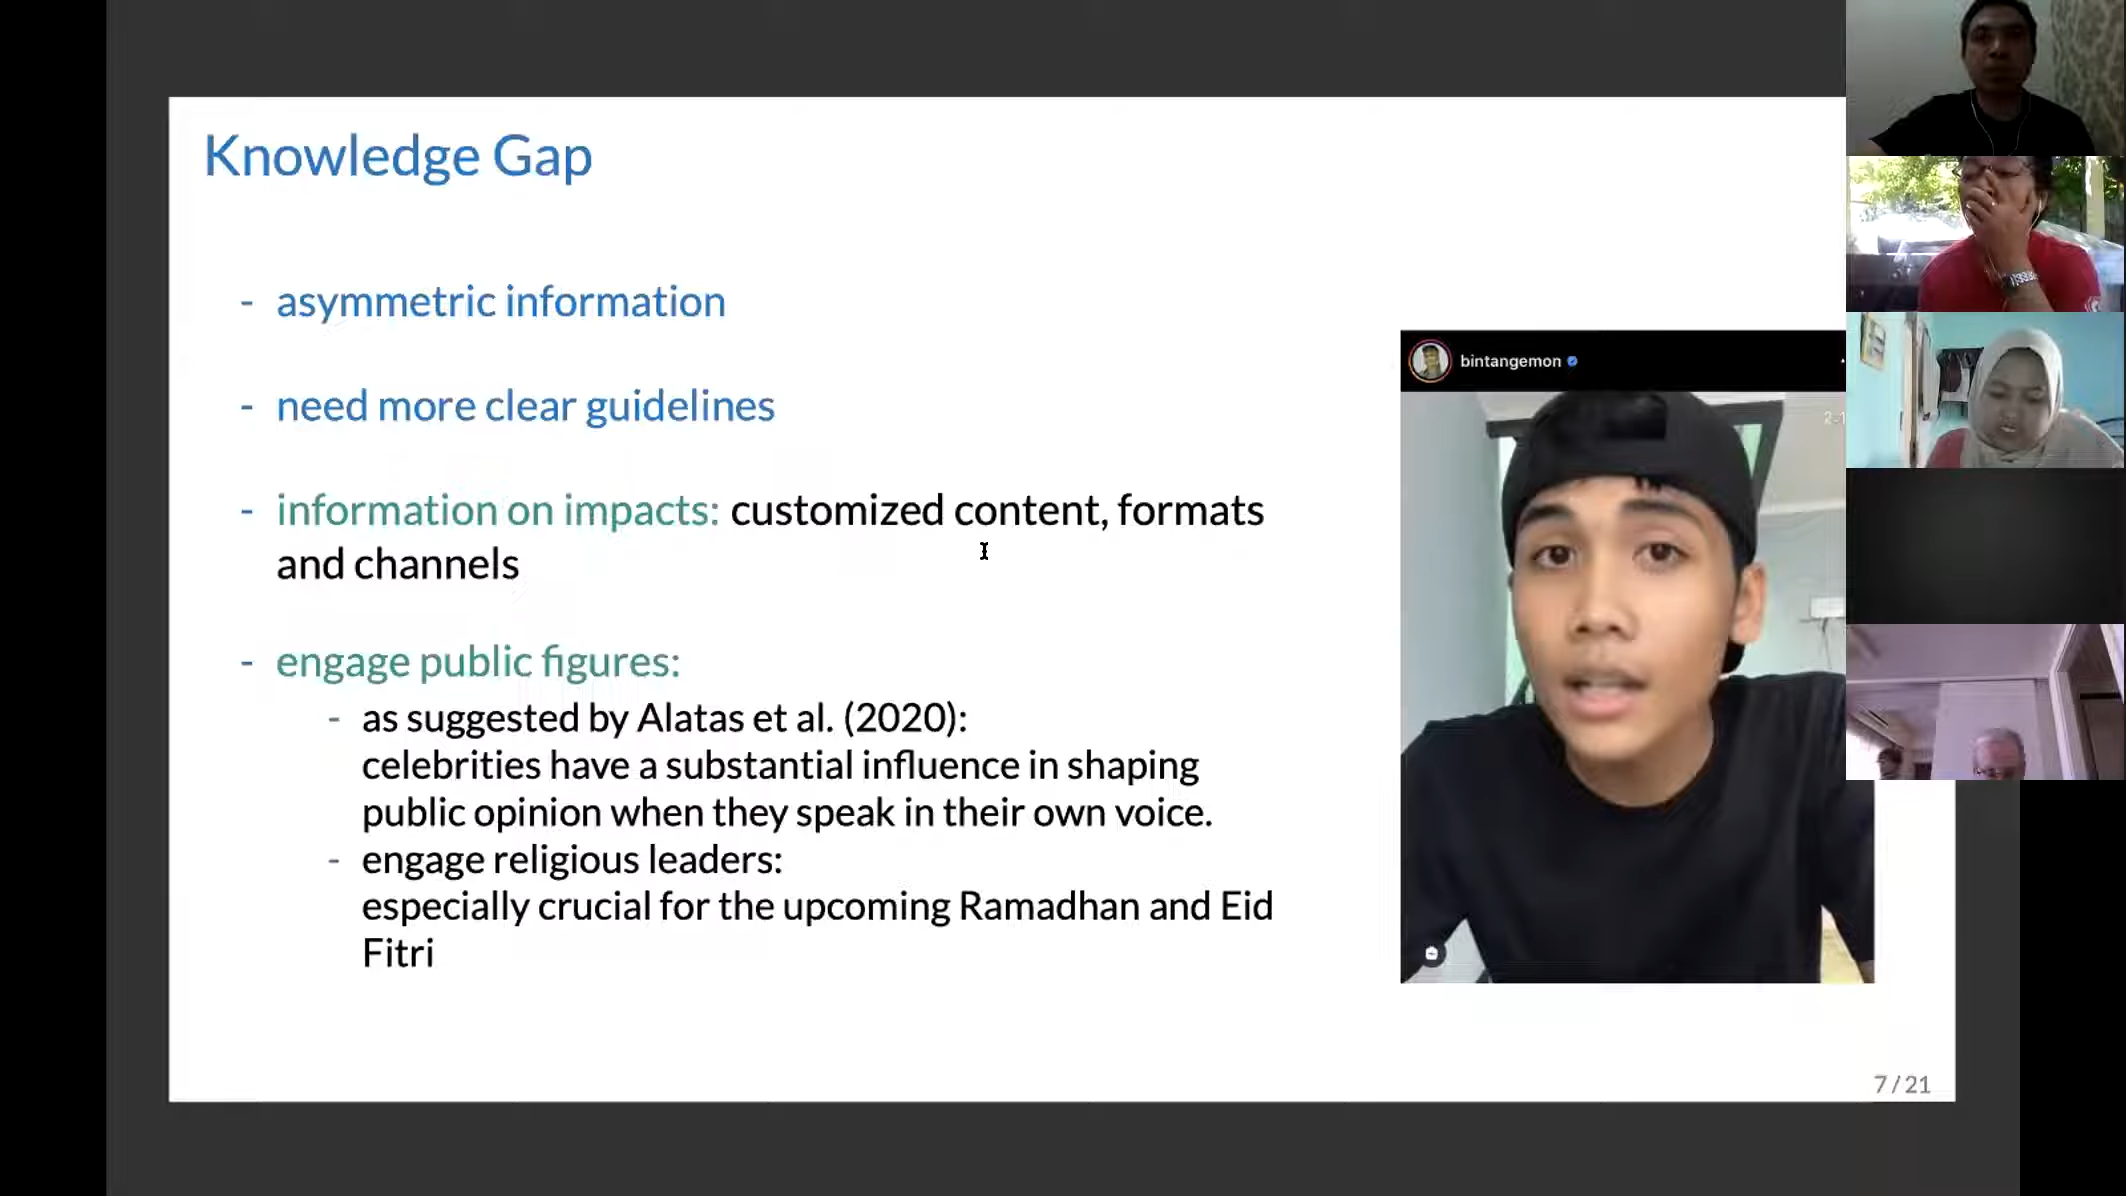 Knowledge Gap
- asymmetric information
- need more clear guidelines
- information on impacts: customized content, formats
and channels
- engage public figures:
- as suggested by Alatas et al. (2020):
celebrities have a substantial influence in shaping
public opinion when they speak in their own voice.
- engage religious leaders:
especially crucial for the upcoming Ramadhan and Eid
Fitri
bintangemon
7 / 21